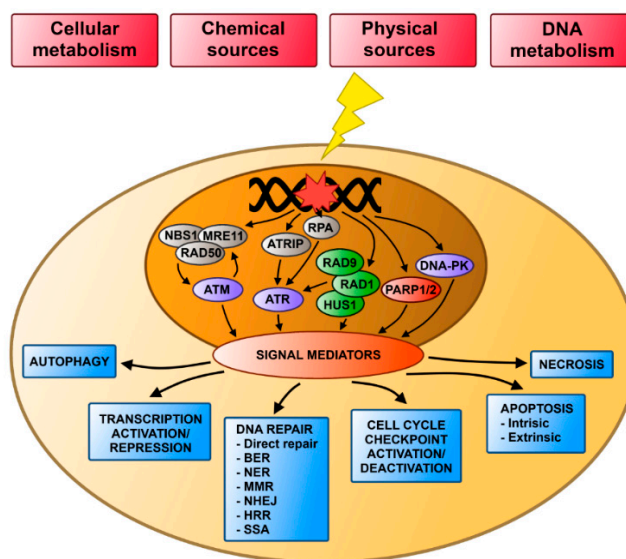 Cellular
metabolism
Chemical
sources
Physical
sources
DNA
metabolism
NBS1
MRE11
RAD50
ATM
ATRIP
RPA
ATR
RAD9
RAD1
HUS1
PARP1/2
DNA-PK
SIGNAL MEDIATORS
AUTOPHAGY
NECROSIS
TRANSCRIPTION
ACTIVATION/
REPRESSION
DNA REPAIR
- Direct repair
- BER
- NER
- MMR
- NHEJ
- HRR
- SSA
CELL CYCLE
CHECKPOINT
ACTIVATION/
DEACTIVATION
APOPTOSIS
- Intrisic
- Extrinsic